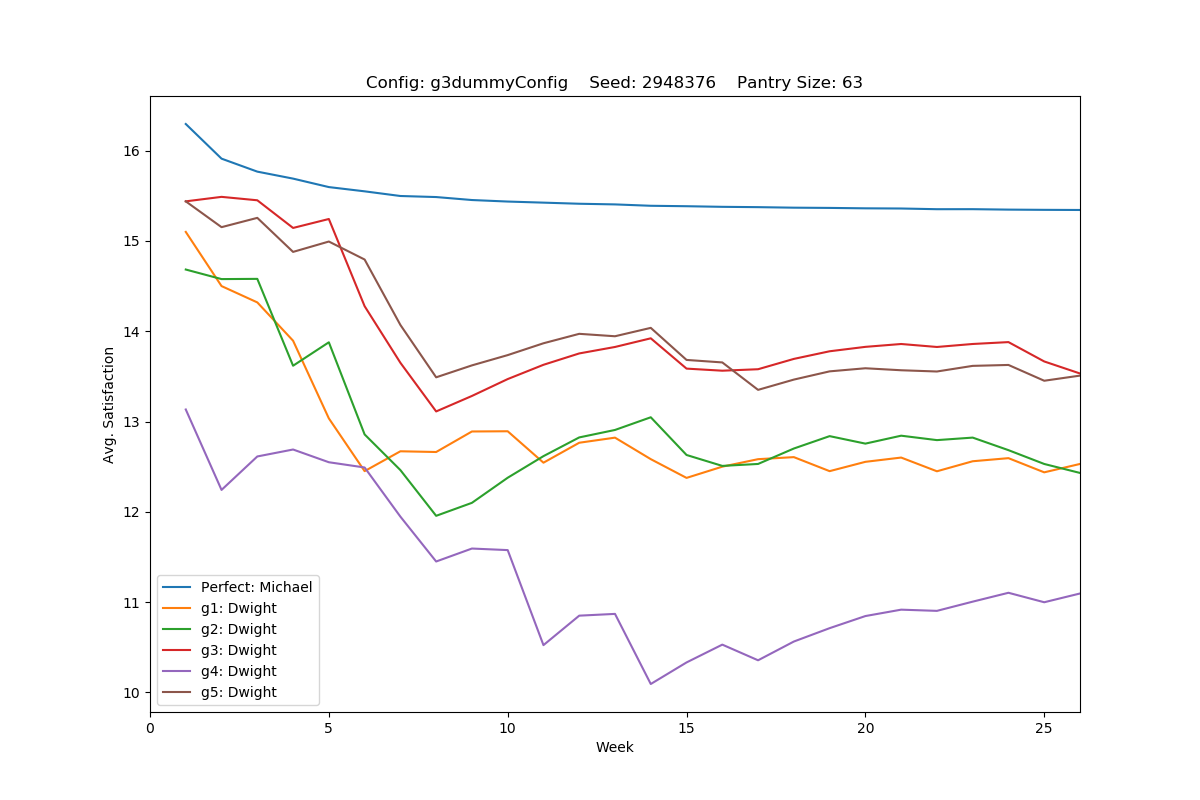 Config: g3dummyConfig    Seed: 2948376    Pantry Size: 63
Avg. Satisfaction
16
15
14
13
12
11
10
Perfect: Michael
g1: Dwight
g2: Dwight
g3: Dwight
g4: Dwight
g5: Dwight
0 5 10 15 20 25
Week